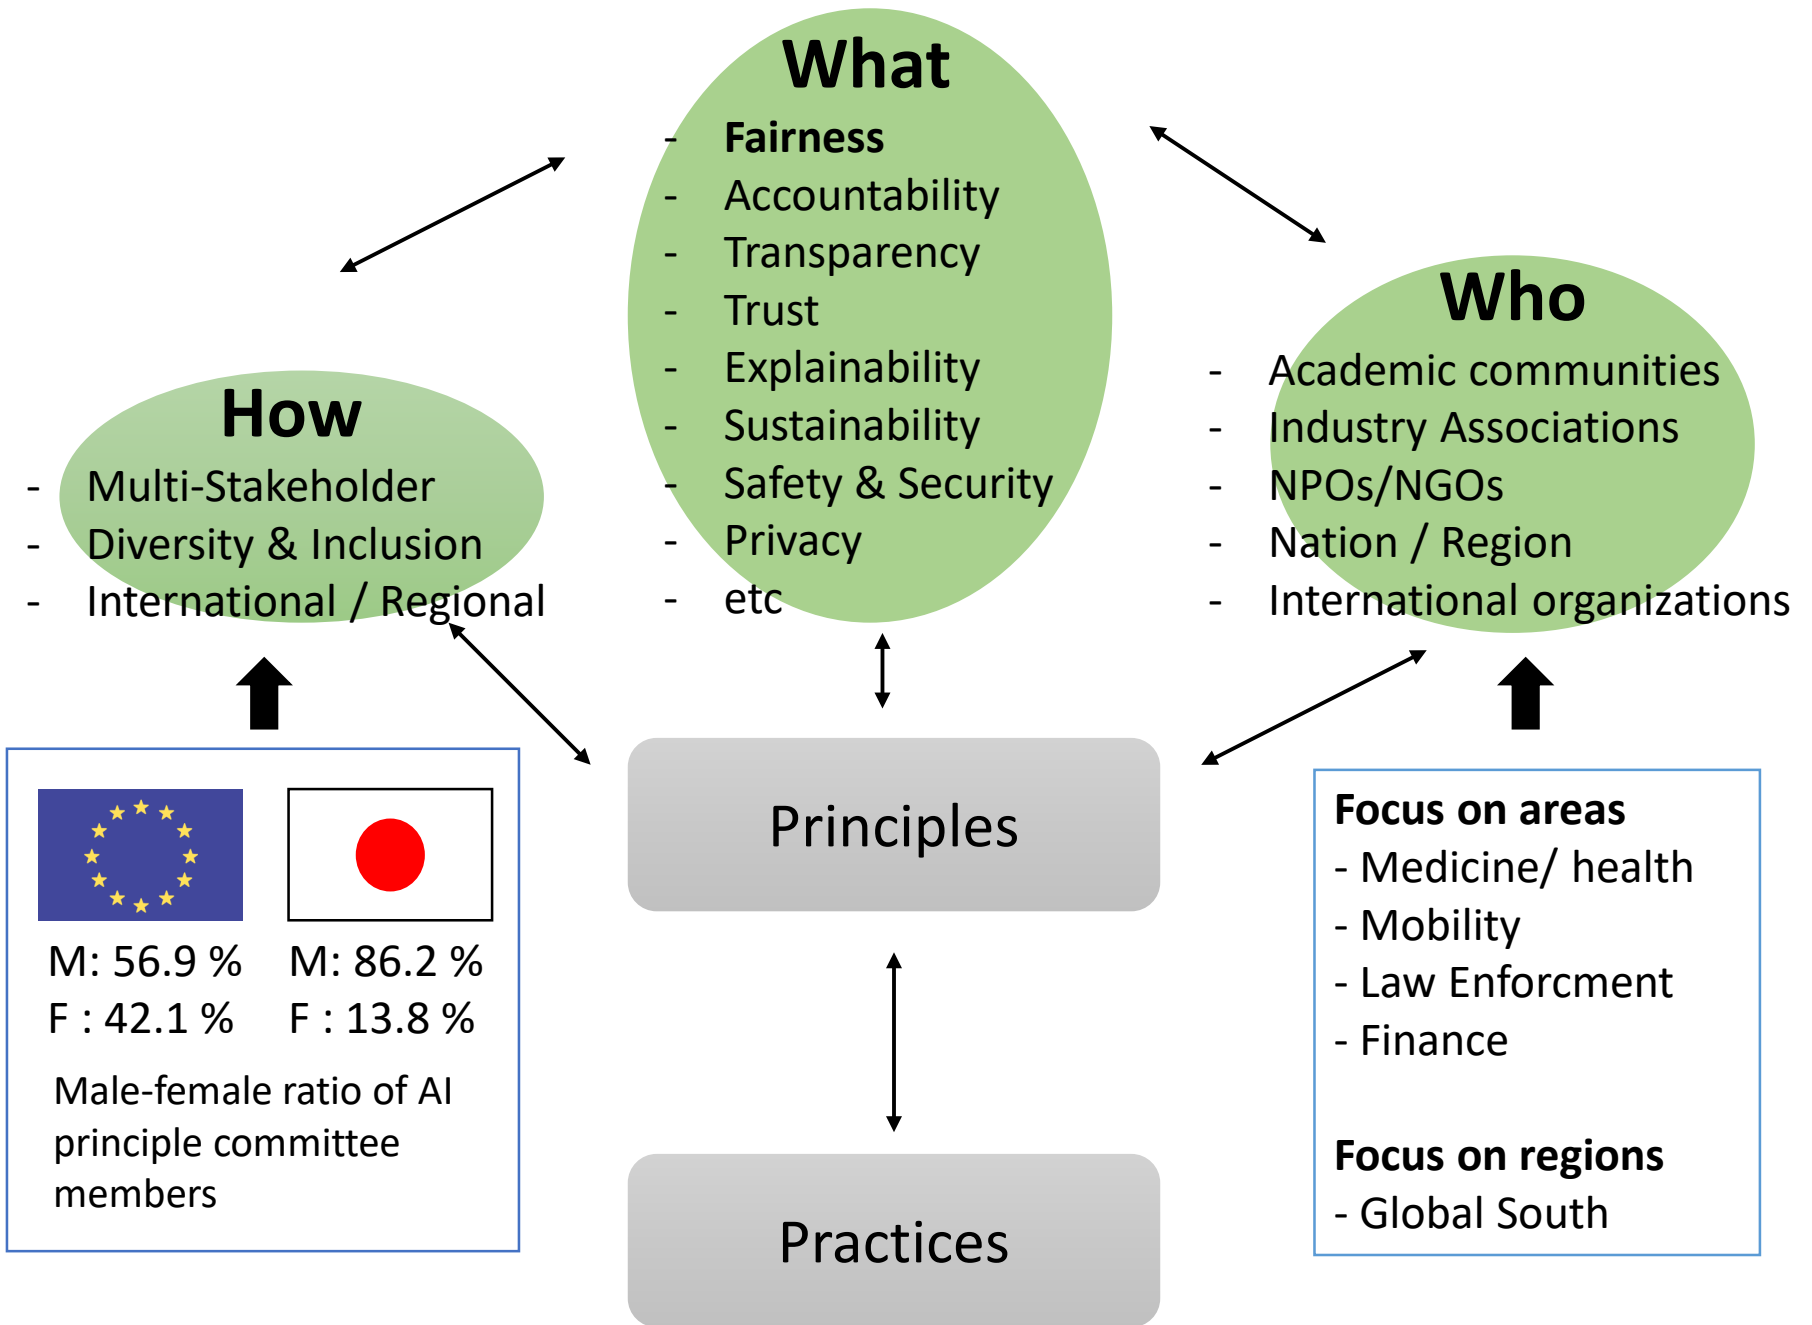 What
- Fairness
- Accountability
- Transparency
- Trust
- Explainability
- Sustainability
- Safety & Security
- Privacy
- etc
Who
- Academic communities
- Industry Associations
- NPOs/NGOs
- Nation / Region
- International organizations
How
- Multi-Stakeholder
- Diversity & Inclusion
- International / Regional
M: 56.9 %
F : 42.1 %
M: 86.2 %
F : 13.8 %
Male-female ratio of AI
principle committee
members
Principles
Practices
Focus on areas
- Medicine/ health
- Mobility
- Law Enforcment
- Finance
Focus on regions
- Global South